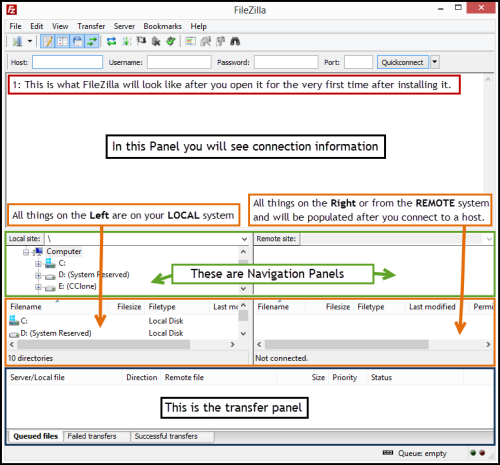 FileZilla
File Edit View Transfer Server Bookmarks Help
Host: Username: Password: Port: Quickconnect
1: This is what FileZilla will look like after you open it for the very first time after installing it.
In this Panel you will see connection information
All things on the Left are on your LOCAL system
All things on the Right or from the REMOTE system
and will be populated after you connect to a host.
Local site: \
Remote site:
Computer
C:
D: (System Reserved)
E: (CClone)
These are Navigation Panels
Filename Filesize Filetype Last mo
C: Local Disk
D: (System Reserved) Local Disk
10 directories
Filename Filesize Filetype Last modified Permi
Not connected.
Server/Local file Direction Remote file Size Priority Status
This is the transfer panel
Queued files Failed transfers Successful transfers
Queue: empty